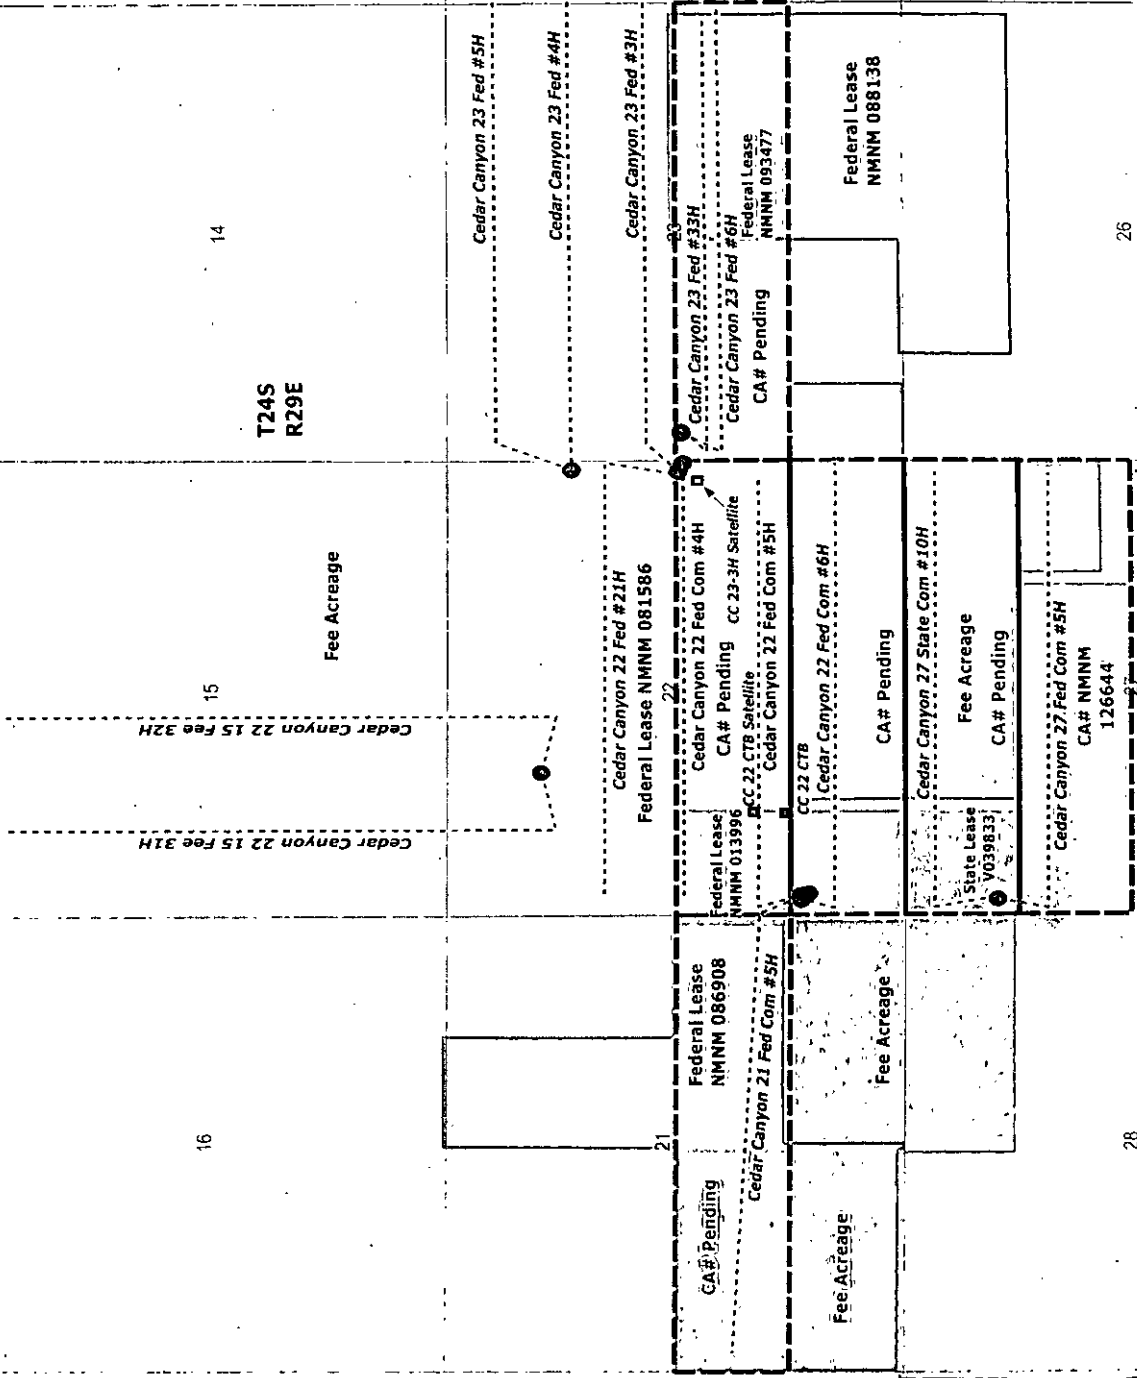 16
15
14
T24S
R29E
Fee Acreage
Cedar Canyon 22 15 Fee 31H
Cedar Canyon 22 15 Fee 32H
Cedar Canyon 23 Fed #5H
Cedar Canyon 23 Fed #4H
Cedar Canyon 23 Fed #3H
Cedar Canyon 22 Fed #21H
Federal Lease NMNM 081586
21
22
23
CA# Pending
Federal Lease
NMNM 086908
Cedar Canyon 21 Fed Com #5H
Federal Lease
NMNM 013996
Cedar Canyon 22 Fed Com #4H
CA# Pending
CC 23-3H Satellite
CC 22 CTB Satellite
Cedar Canyon 22 Fed Com #5H
Cedar Canyon 23 Fed #33H
Cedar Canyon 23 Fed #6H
CA# Pending
Federal Lease
NMNM 093477
Federal Lease
NMNM 088138
Fee Acreage
Fee Acreage
CC 22 CTB
Cedar Canyon 22 Fed Com #6H
CA# Pending
Cedar Canyon 27 State Com #10H
State Lease
V039833
Fee Acreage
CA# Pending
Cedar Canyon 27 Fed Com #5H
CA# NMNM
126644
28
27
26